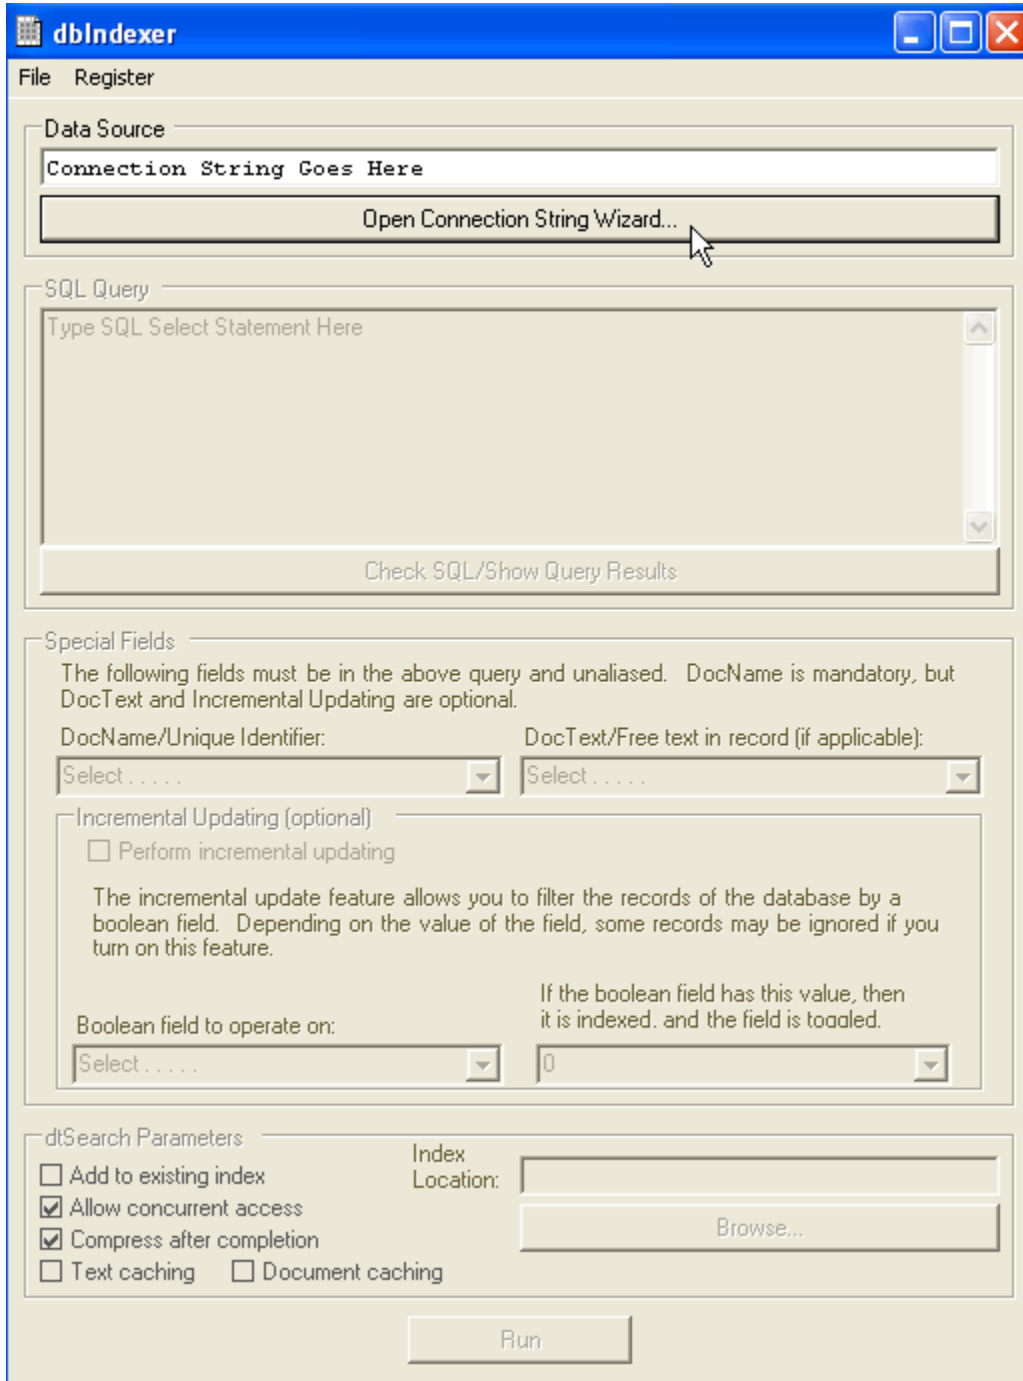 dbIndexer
File Register
Data Source
Connection String Goes Here
Open Connection String Wizard...
SQL Query
Type SQL Select Statement Here
Check SQL/Show Query Results
Special Fields
The following fields must be in the above query and unaliased. DocName is mandatory, but
DocText and Incremental Updating are optional.
DocName/Unique Identifier:
DocText/Free text in record (if applicable):
Select . . . . .
Select . . . . .
Incremental Updating (optional)
Perform incremental updating
The incremental update feature allows you to filter the records of the database by a
boolean field. Depending on the value of the field, some records may be ignored if you
turn on this feature.
Boolean field to operate on:
If the boolean field has this value, then
it is indexed, and the field is toggled.
Select . . . . .
0
dtSearch Parameters
Add to existing index
Allow concurrent access
Compress after completion
Text caching Document caching
Index
Location:
Browse...
Run